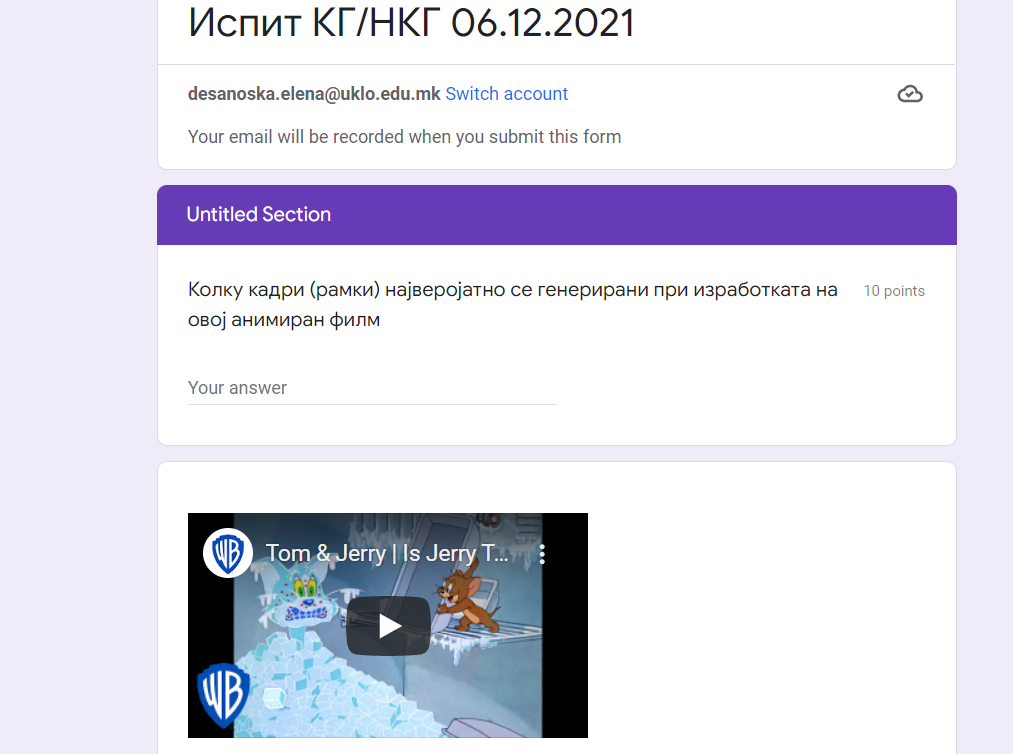 Испит КГ/НКГ 06.12.2021
desanoska.elena@uklo.edu.mk Switch account
Your email will be recorded when you submit this form
Untitled Section
Колку кадри (рамки) најверојатно се генерирани при изработката на
овој анимиран филм
10 points
Your answer
WB
Tom & Jerry | Is Jerry T...
WB